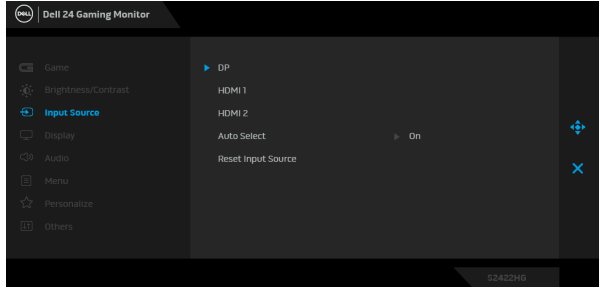 DELL
Dell 24 Gaming Monitor
Game
Brightness/Contrast
Input Source
Display
Audio
Menu
Personalize
Others
DP
HDMI 1
HDMI 2
Auto Select On
Reset Input Source
S2422HG